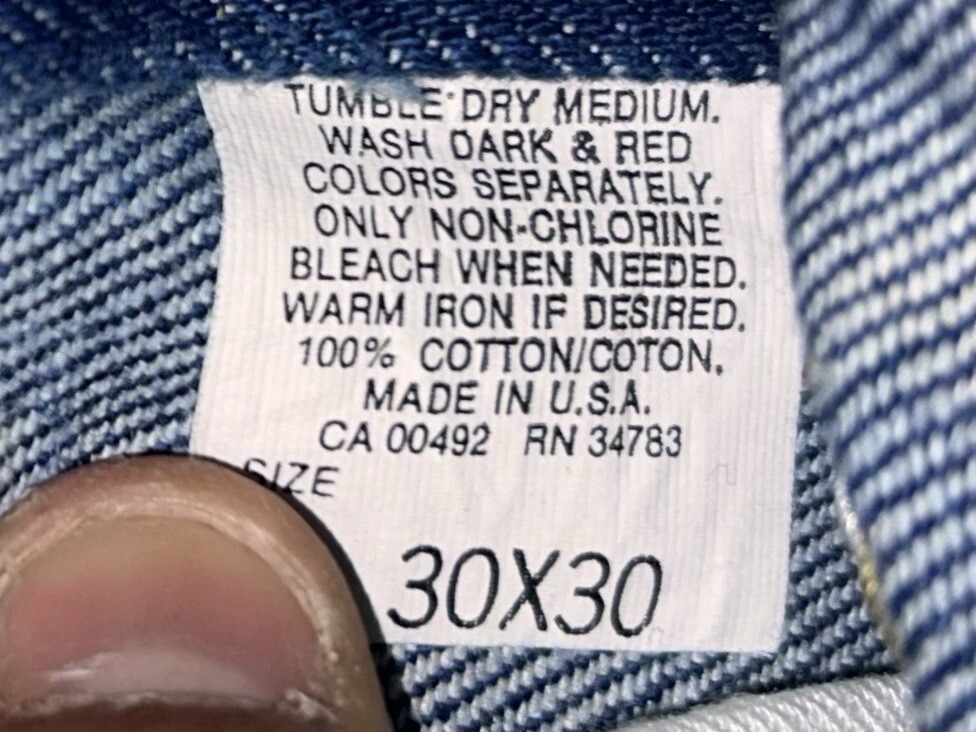 TUMBLE DRY MEDIUM.
WASH DARK & RED
COLORS SEPARATELY.
ONLY NON-CHLORINE
BLEACH WHEN NEEDED.
WARM IRON IF DESIRED.
100% COTTON/COTON.
MADE IN U.S.A.
CA 00492 RN 34783
SIZE
30X30